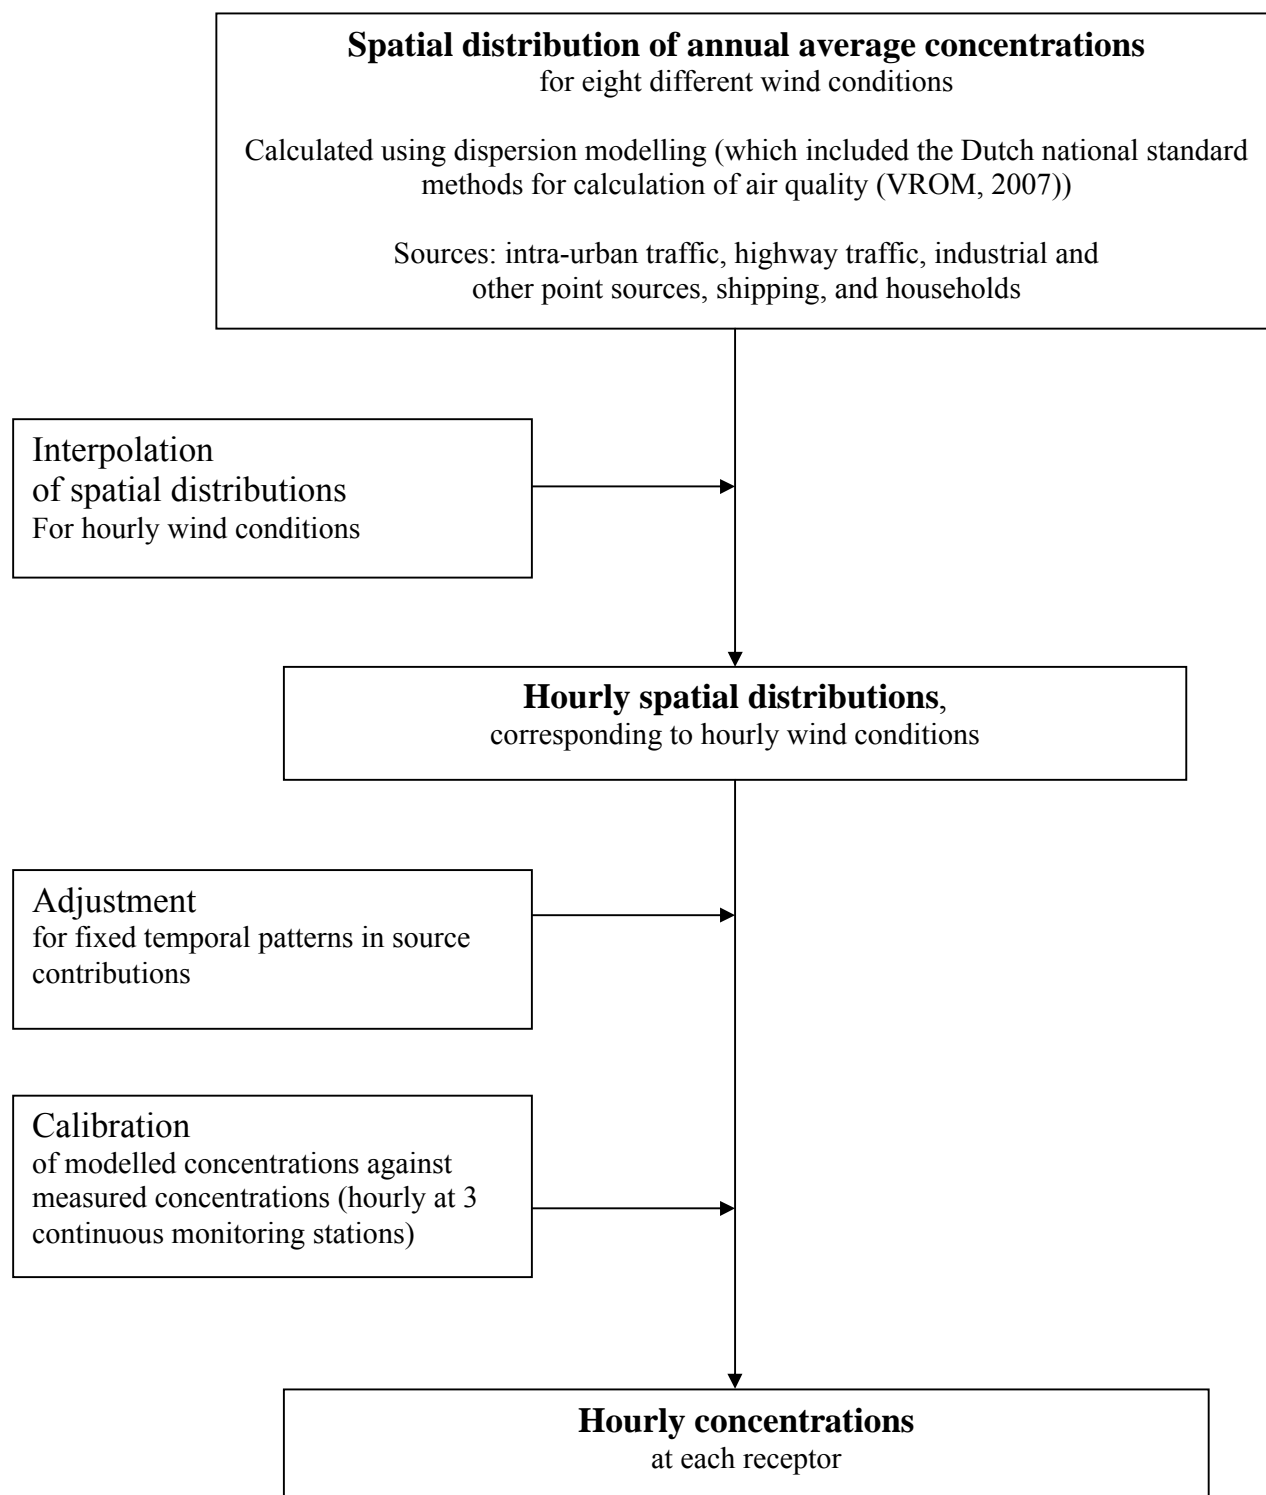 Spatial distribution of annual average concentrations
for eight different wind conditions
Calculated using dispersion modelling (which included the Dutch national standard
methods for calculation of air quality (VROM, 2007))
Sources: intra-urban traffic, highway traffic, industrial and
other point sources, shipping, and households
Interpolation
of spatial distributions
For hourly wind conditions
Hourly spatial distributions,
corresponding to hourly wind conditions
Adjustment
for fixed temporal patterns in source
contributions
Calibration
of modelled concentrations against
measured concentrations (hourly at 3
continuous monitoring stations)
Hourly concentrations
at each receptor